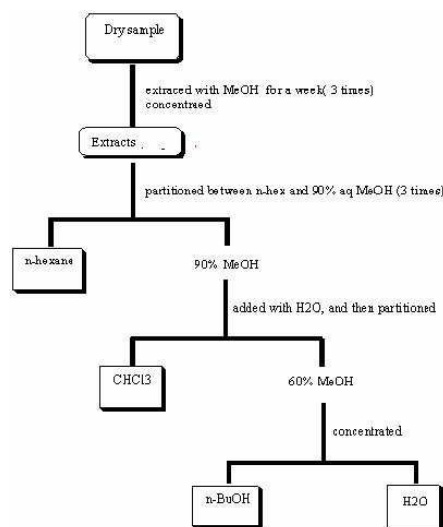 Dry sample
extraced with MeOH for a week( 3 times)
concentraed
Extracts
partitioned between n-hex and 90% aq MeOH (3 times)
n-hexane
90% MeOH
added with H2O, and then partitioned
CHCl3
60% MeOH
concentrated
n-BuOH
H2O